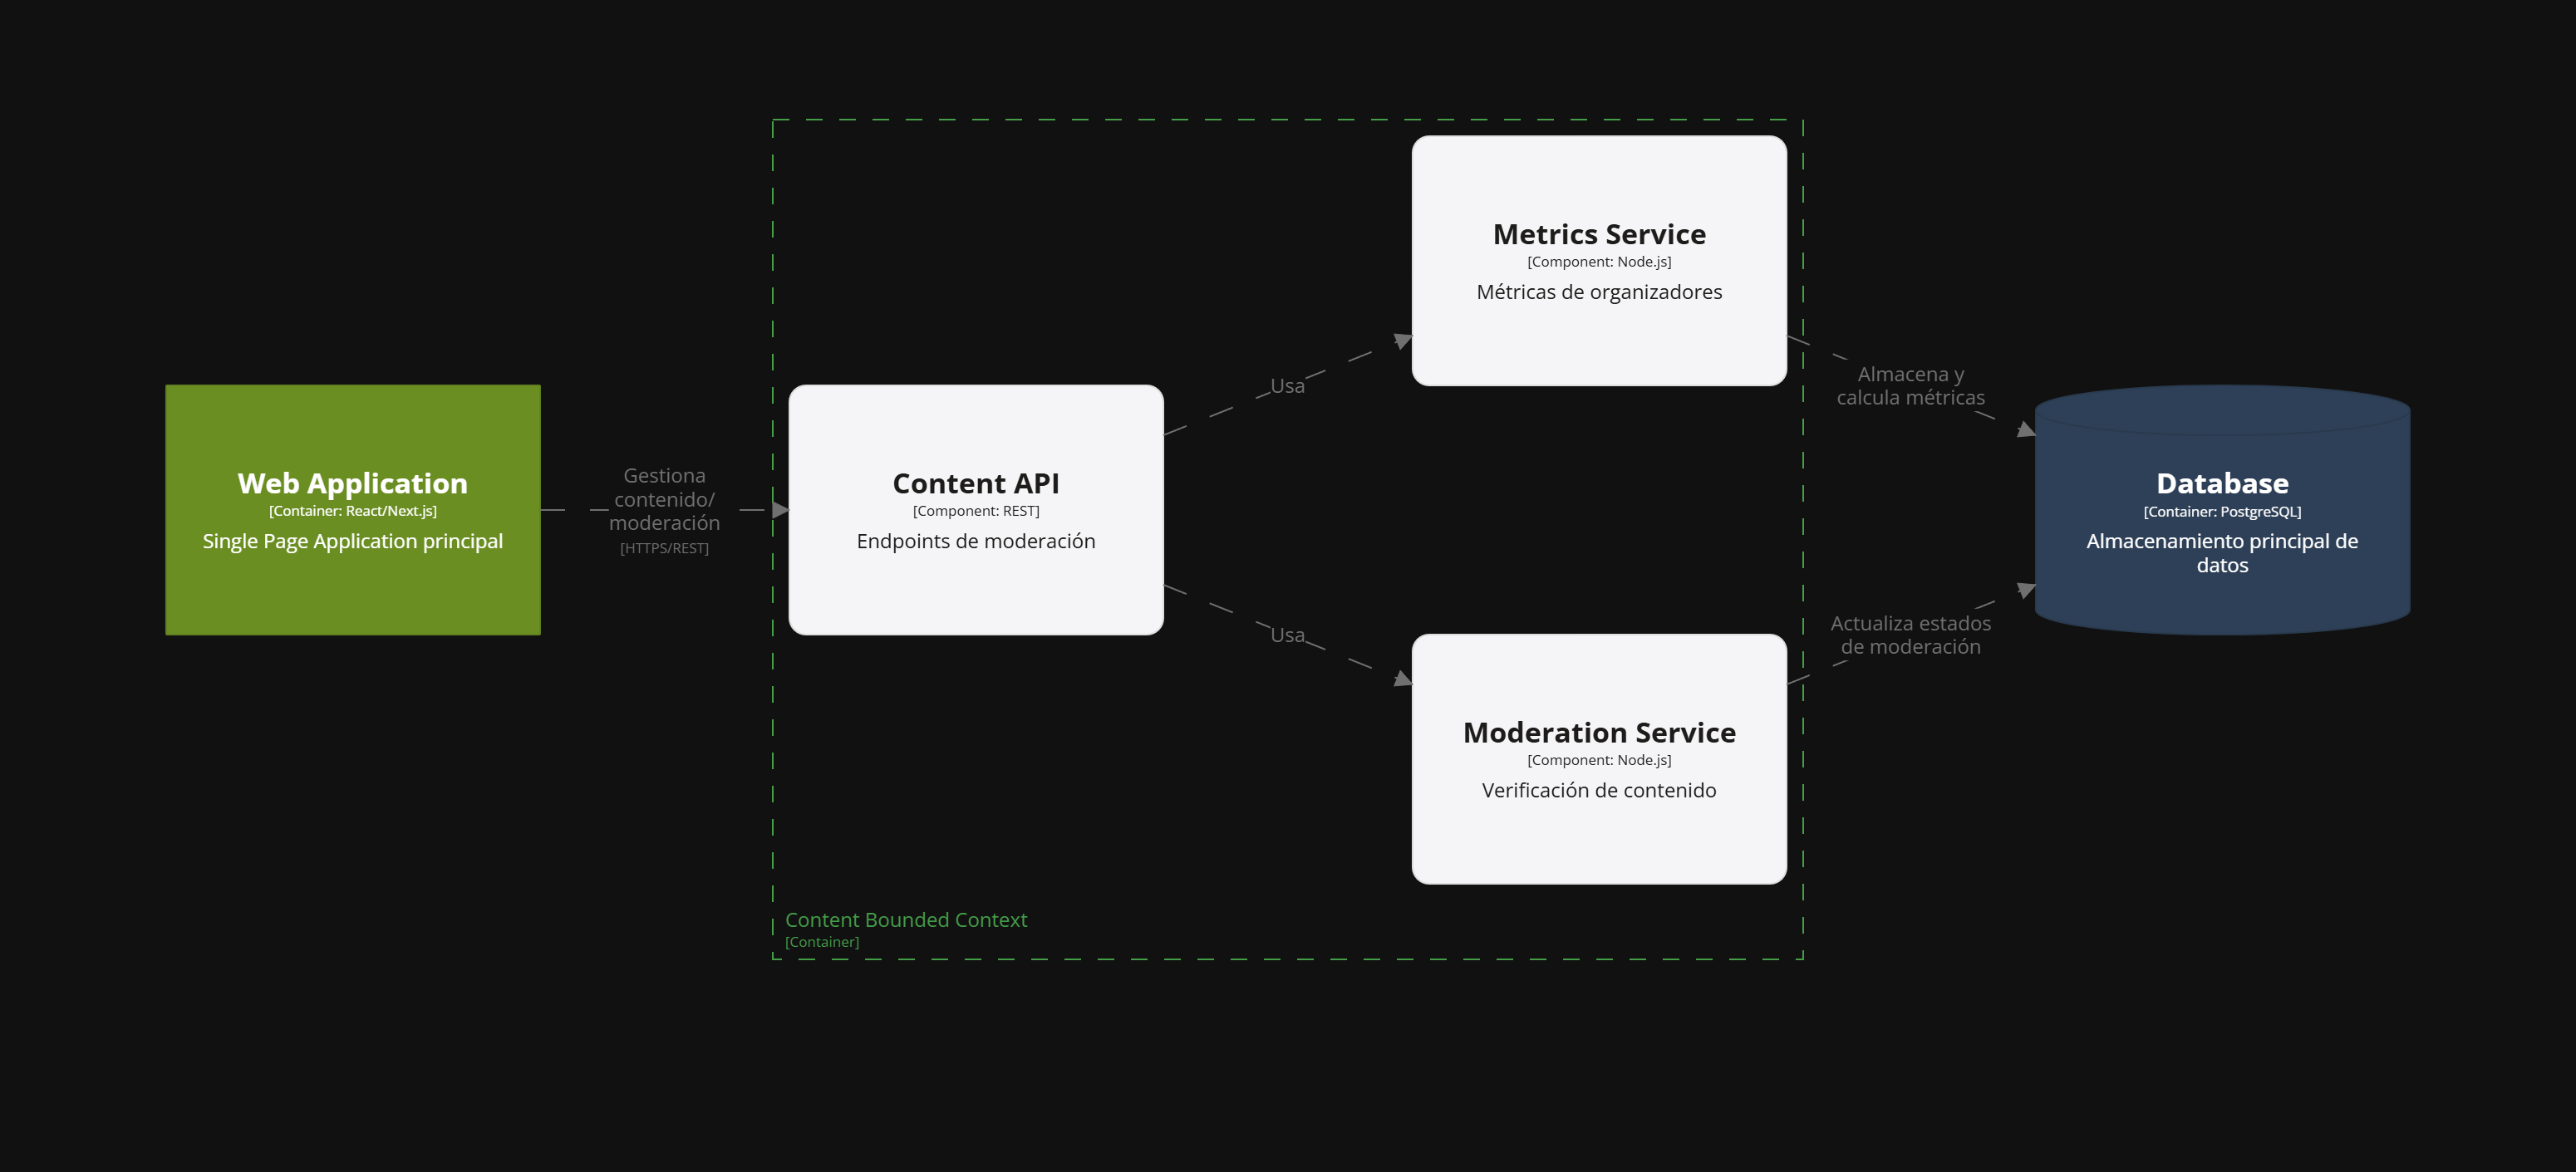 Web Application
[Container: React/Next.js]
Single Page Application principal
Gestiona
contenido/
moderación
[HTTPS/REST]
Content API
[Component: REST]
Endpoints de moderación
Usa
Usa
Metrics Service
[Component: Node.js]
Métricas de organizadores
Moderation Service
[Component: Node.js]
Verificación de contenido
Content Bounded Context
[Container]
Almacena y
calcula métricas
Actualiza estados
de moderación
Database
[Container: PostgreSQL]
Almacenamiento principal de
datos